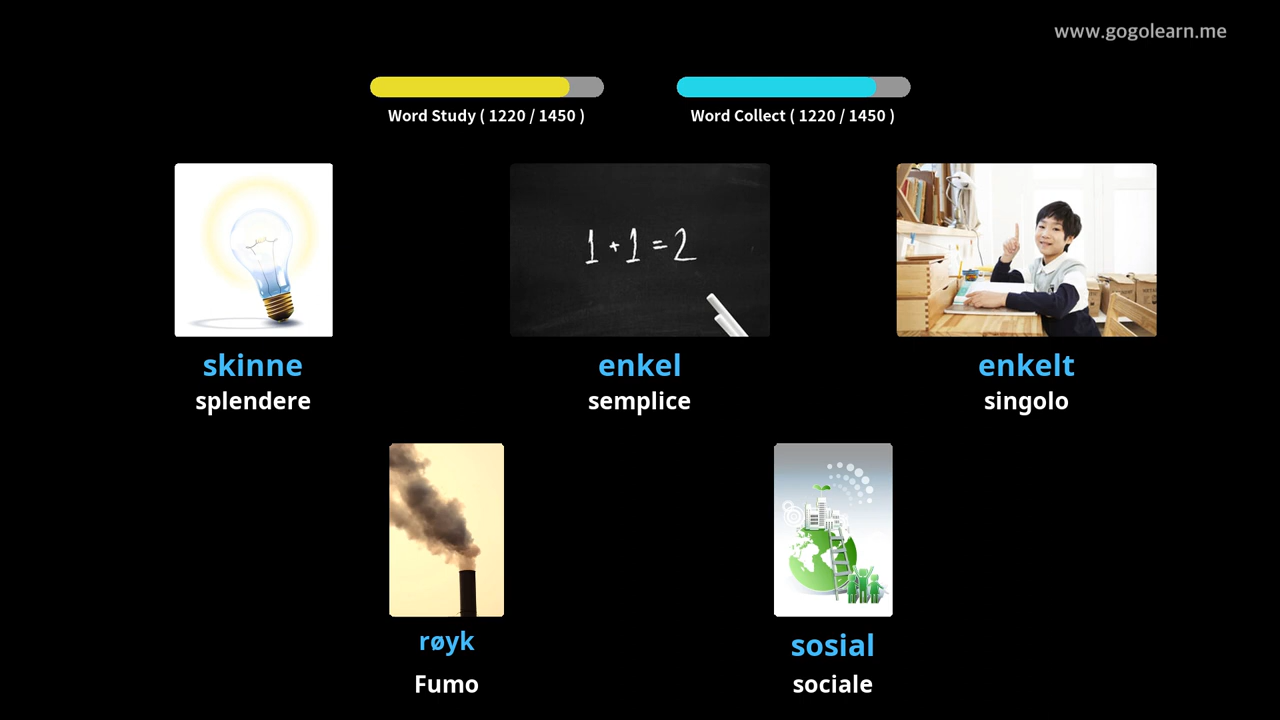 www.gogolearn.me
Word Study ( 1220 / 1450 )
Word Collect ( 1220 / 1450 )
1 + 1 = 2
skinne
splendere
enkel
semplice
enkelt
singolo
røyk
Fumo
sosial
sociale